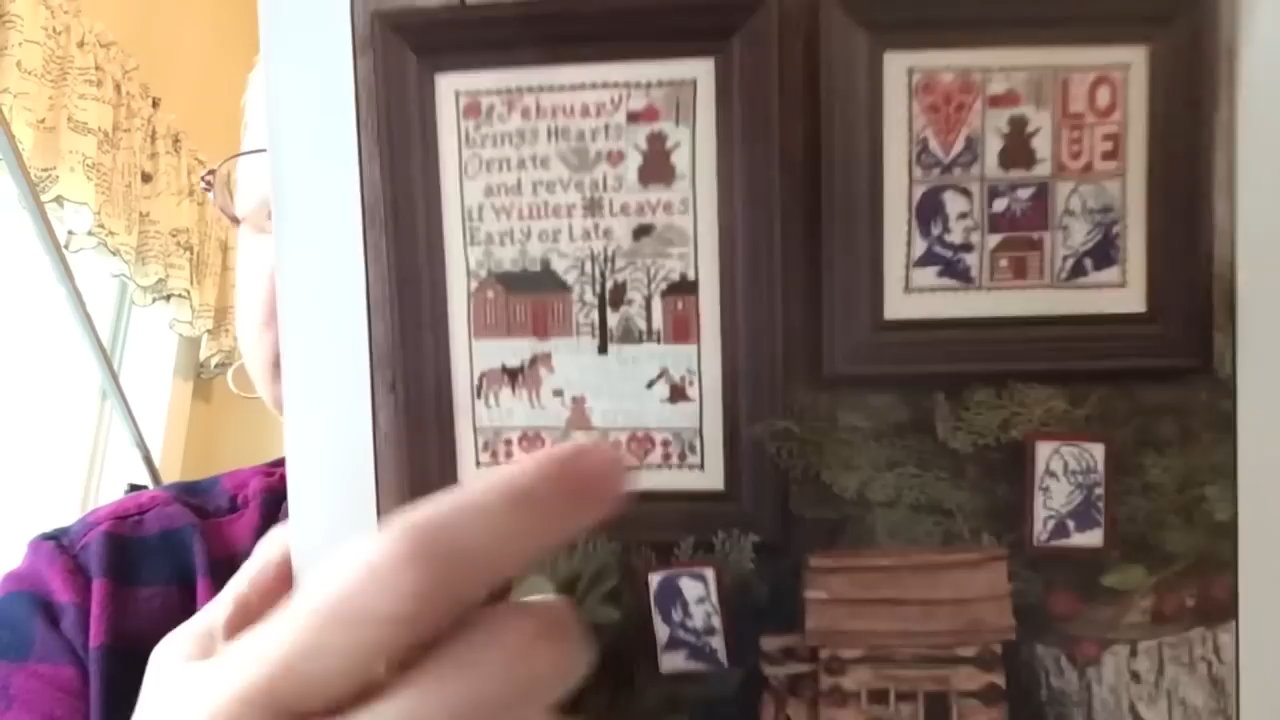 February
brings Hearts
Ornate
and reveals
if Winter Leaves
Early or Late
LO
VE